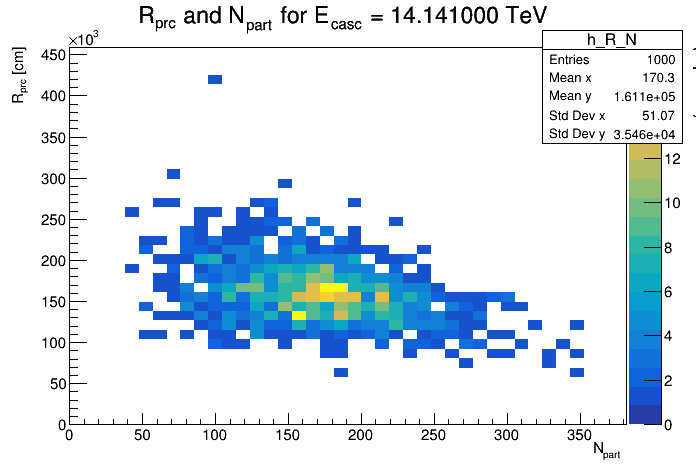 R_prc and N_part for E_casc = 14.141000 TeV
×10³
R_prc [cm]
h_R_N
Entries 1000
Mean x 170.3
Mean y 1.611e+05
Std Dev x 51.07
Std Dev y 3.546e+04
450
400
350
300
250
200
150
100
50
0
12
10
8
6
4
2
0
0 50 100 150 200 250 300 350
N_part